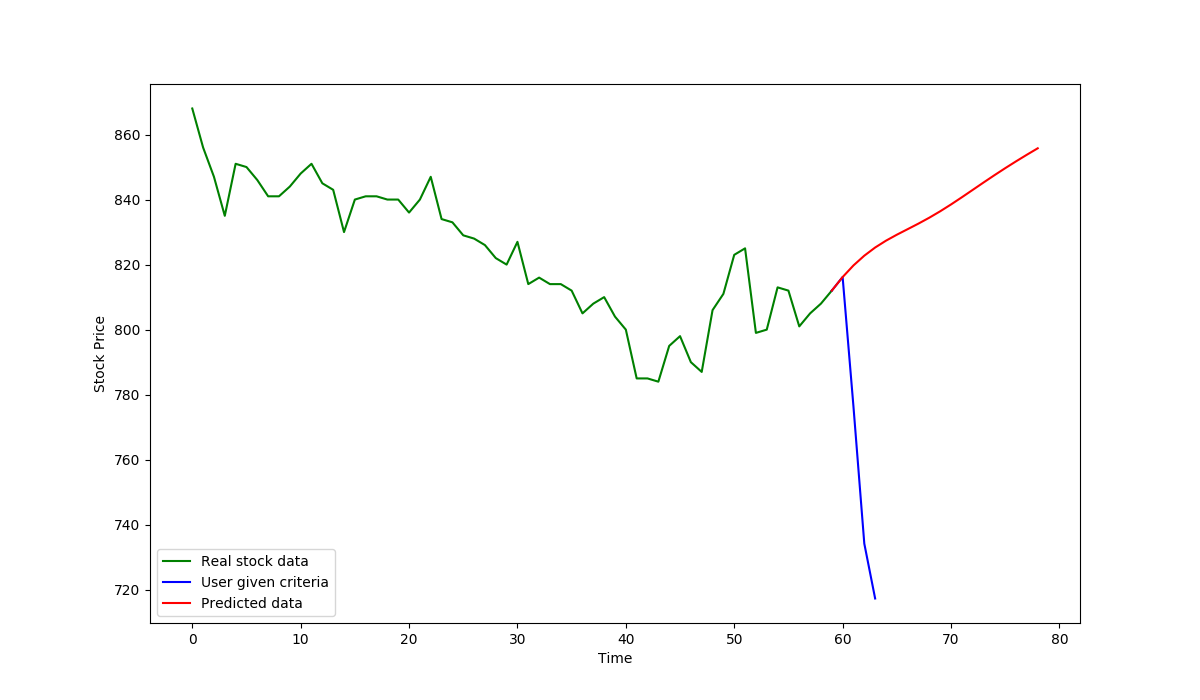 860
840
820
800
780
760
740
720
Stock Price
Real stock data
User given criteria
Predicted data
0 10 20 30 40 50 60 70 80
Time